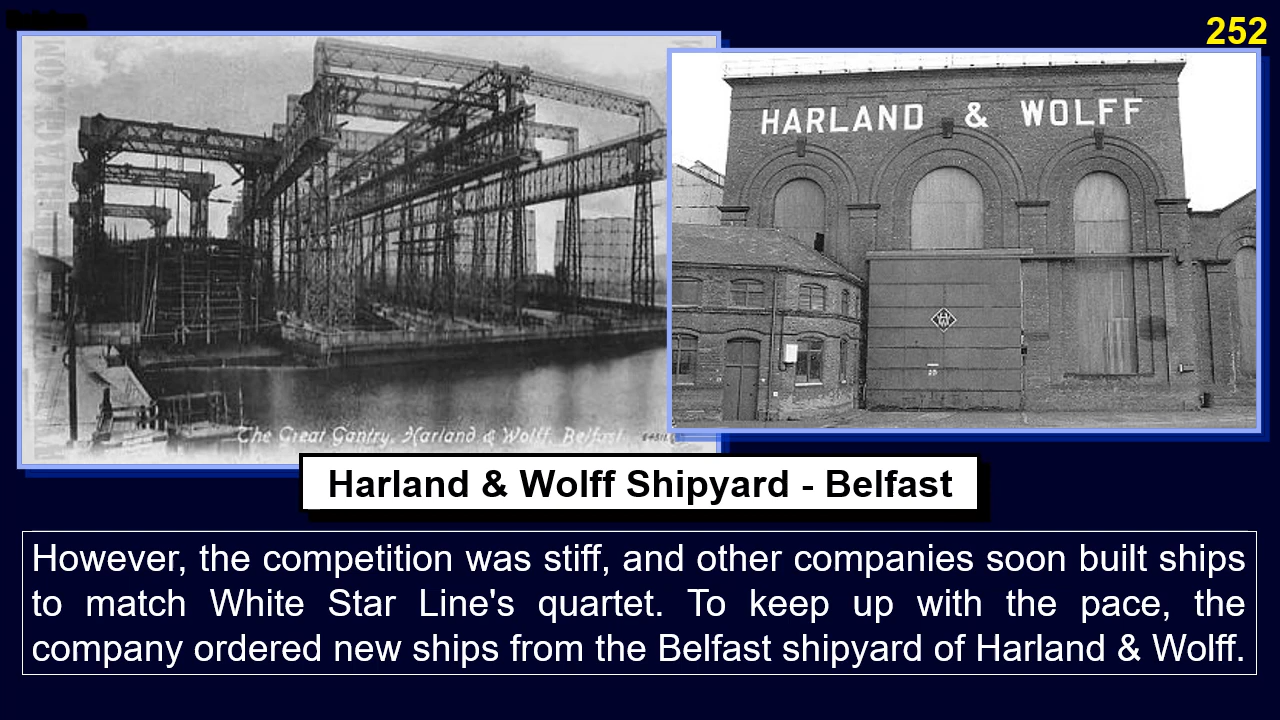 252
HARLAND & WOLFF
The Great Gantry, Harland & Wolff, Belfast.
Harland & Wolff Shipyard - Belfast
However, the competition was stiff, and other companies soon built ships
to match White Star Line's quartet. To keep up with the pace, the
company ordered new ships from the Belfast shipyard of Harland & Wolff.